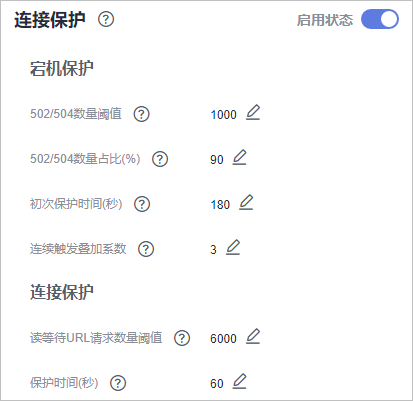 连接保护 启用状态
宕机保护
502/504数量阈值 1000
502/504数量占比(%) 90
初次保护时间(秒) 180
连续触发叠加系数 3
连接保护
读等待URL请求数量阈值 6000
保护时间(秒) 60